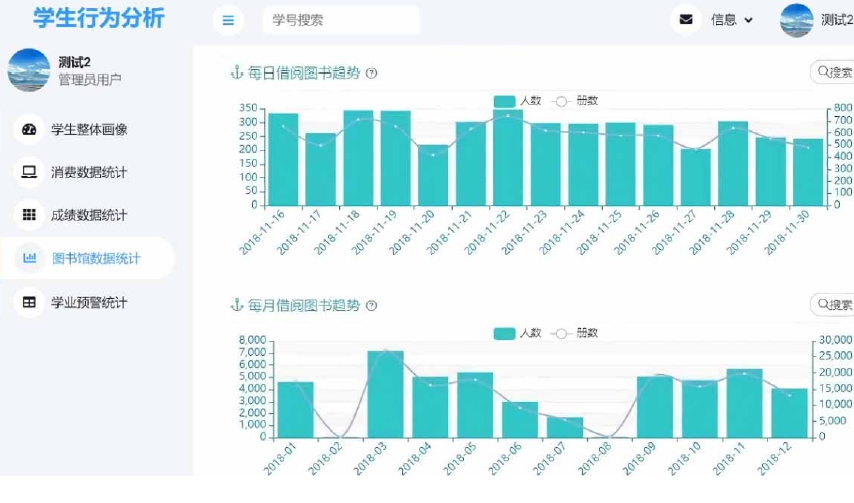 学生行为分析
学号搜索
信息
测试2
测试2
管理员用户
学生整体画像
消费数据统计
成绩数据统计
图书馆数据统计
学业预警统计
每日借阅图书趋势
搜索
人数 册数
350
300
250
200
150
100
50
0
800
700
600
500
400
300
200
100
0
2018-11-16 2018-11-17 2018-11-18 2018-11-19 2018-11-20 2018-11-21 2018-11-22 2018-11-23 2018-11-24 2018-11-25 2018-11-26 2018-11-27 2018-11-28 2018-11-29 2018-11-30
每月借阅图书趋势
搜索
人数 册数
8,000
7,000
6,000
5,000
4,000
3,000
2,000
1,000
0
30,000
25,000
20,000
15,000
10,000
5,000
0
2018-01 2018-02 2018-03 2018-04 2018-05 2018-06 2018-07 2018-08 2018-09 2018-10 2018-11 2018-12